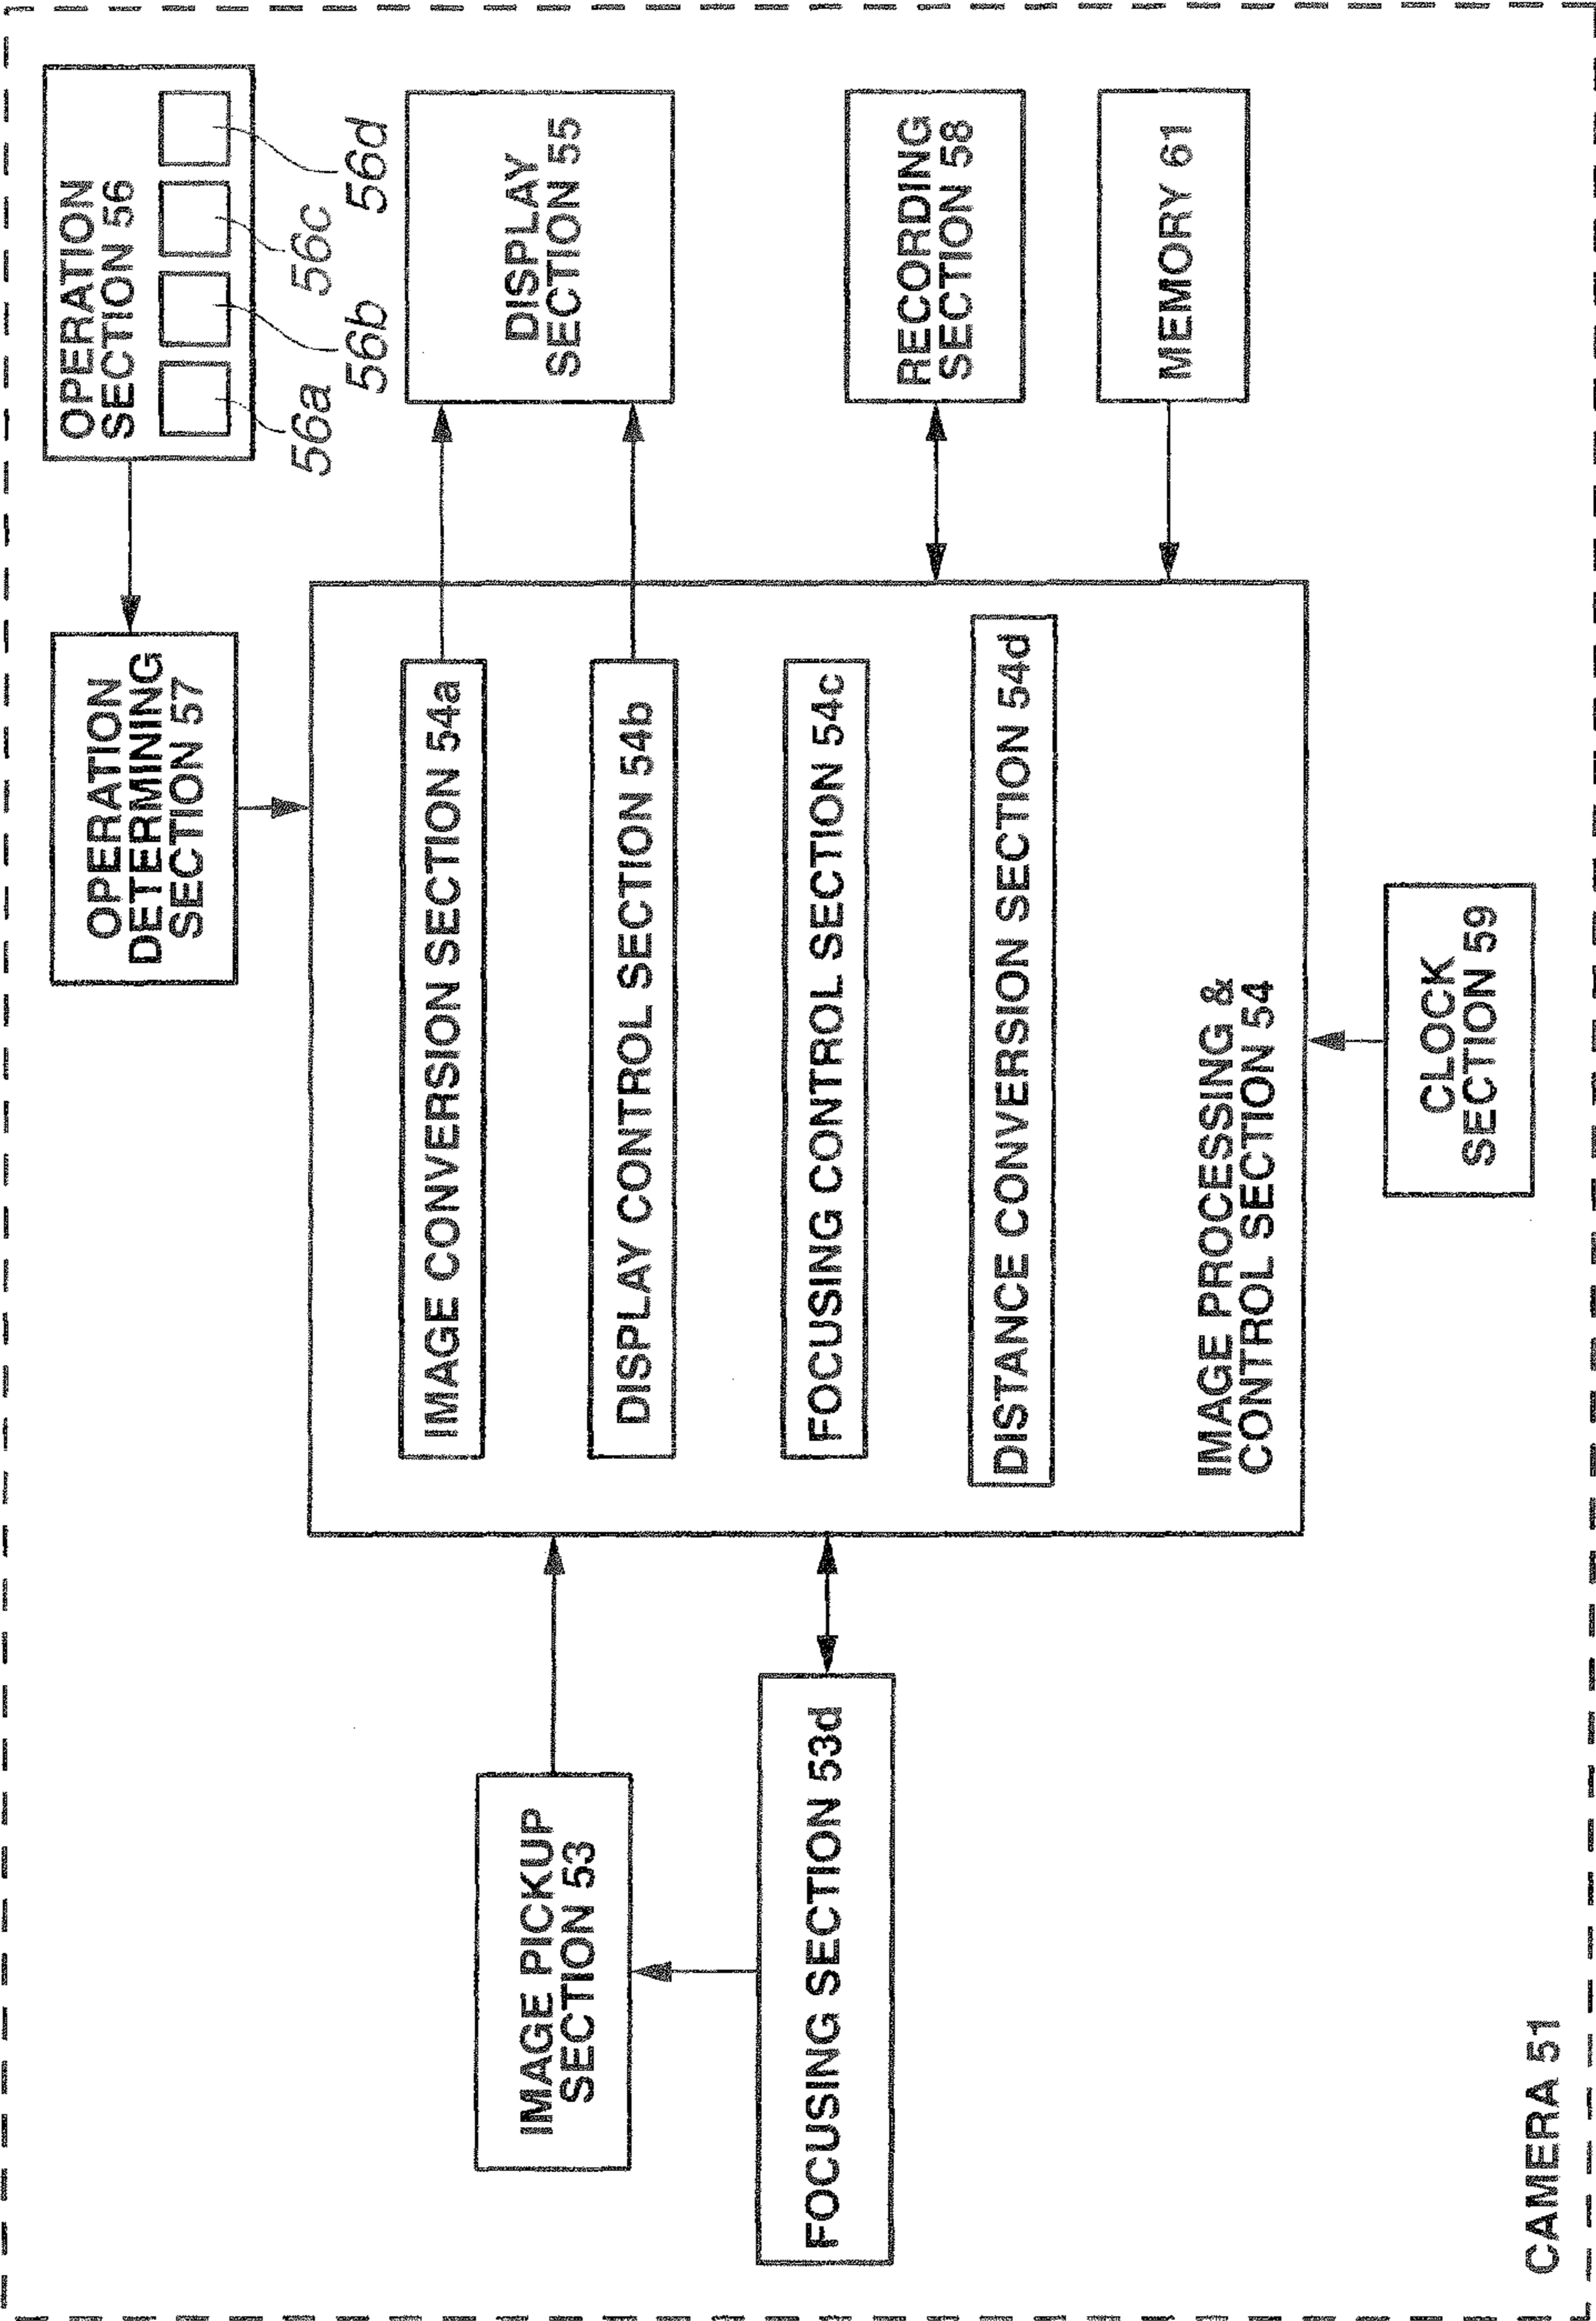 OPERATION
SECTION 56
56a
56b
56c
56d
OPERATION
DETERMINING
SECTION 57
DISPLAY
SECTION 55
IMAGE CONVERSION SECTION 54a
DISPLAY CONTROL SECTION 54b
FOCUSING CONTROL SECTION 54c
DISTANCE CONVERSION SECTION 54d
IMAGE PROCESSING &
CONTROL SECTION 54
IMAGE PICKUP
SECTION 53
FOCUSING SECTION 53d
RECORDING
SECTION 58
MEMORY 61
CLOCK
SECTION 59
CAMERA 51